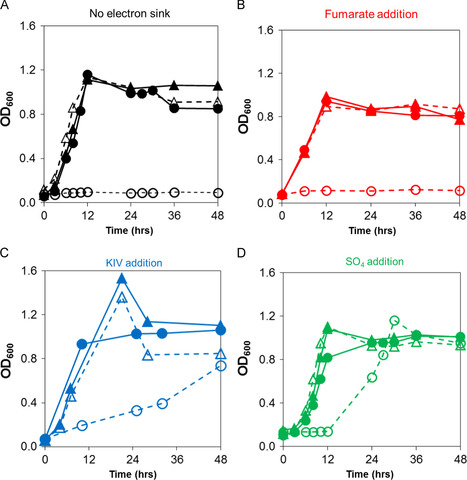 A
No electron sink
B
Fumarate addition
1.6
1.2
0.8
0.4
0.0
OD600
0 12 24 36 48
Time (hrs)
1.6
1.2
0.8
0.4
0.0
OD600
0 12 24 36 48
Time (hrs)
C
KIV addition
D
SO4 addition
1.6
1.2
0.8
0.4
0.0
OD600
0 12 24 36 48
Time (hrs)
1.6
1.2
0.8
0.4
0.0
OD600
0 12 24 36 48
Time (hrs)